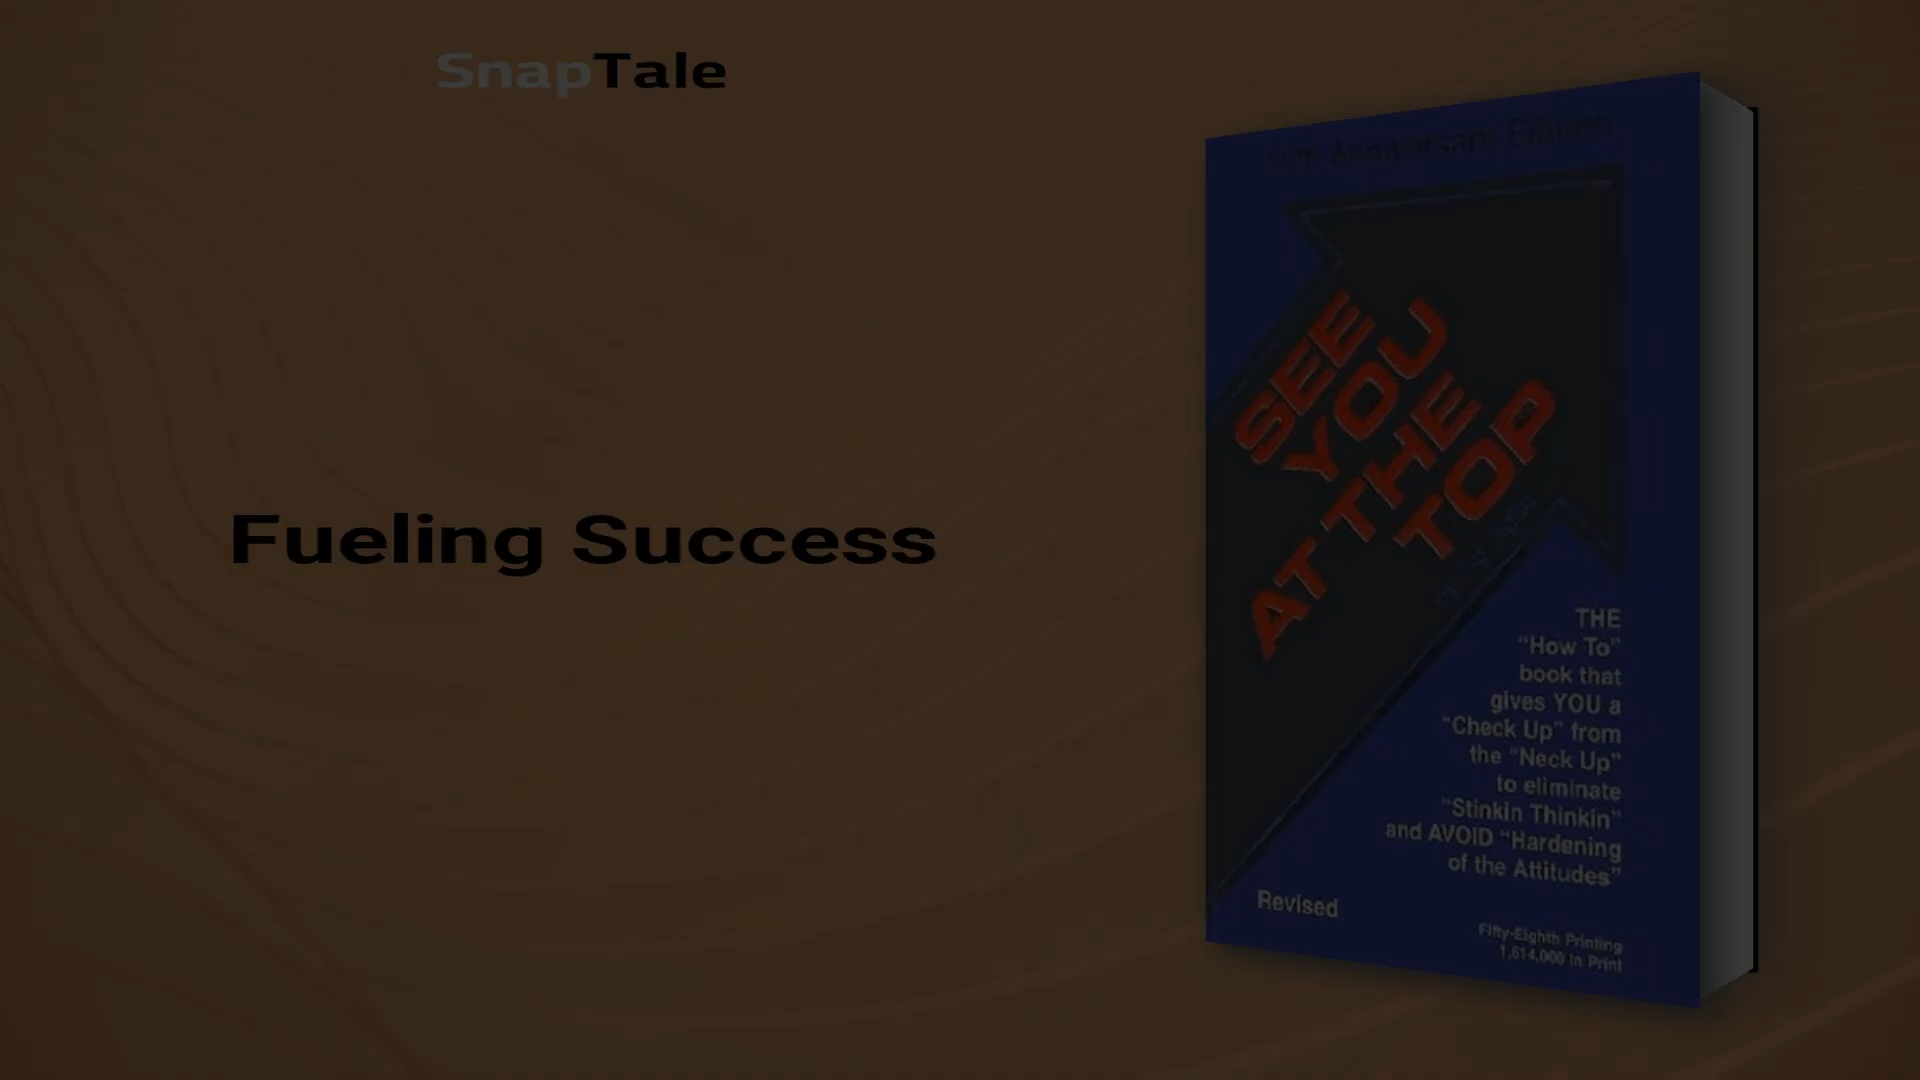 SnapTale
Fueling Success
Anniversary Edition
SEE
YOU
AT THE
TOP
THE
“How To”
book that
gives YOU a
“Check Up” from
the “Neck Up”
to eliminate
“Stinkin Thinkin”
and AVOID “Hardening
of the Attitudes”
Revised
Fifty-Eighth Printing
1,614,000 In Print